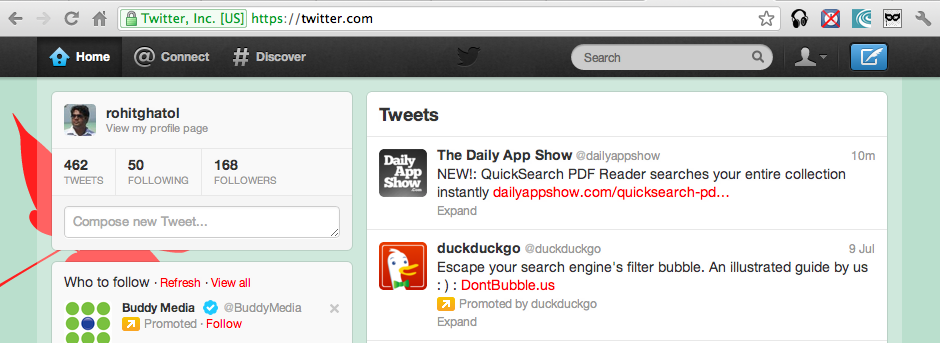 Twitter, Inc. [US] https://twitter.com
Home
@ Connect
# Discover
Search
rohitghatol
View my profile page
462
TWEETS
50
FOLLOWING
168
FOLLOWERS
Compose new Tweet...
Who to follow · Refresh · View all
Buddy Media @BuddyMedia
Promoted · Follow
Tweets
Daily
App
Show
.Com
The Daily App Show @dailyappshow 10m
NEW!: QuickSearch PDF Reader searches your entire collection
instantly dailyappshow.com/quicksearch-pd…
Expand
duckduckgo @duckduckgo 9 Jul
Escape your search engine's filter bubble. An illustrated guide by us
: ) : DontBubble.us
Promoted by duckduckgo
Expand